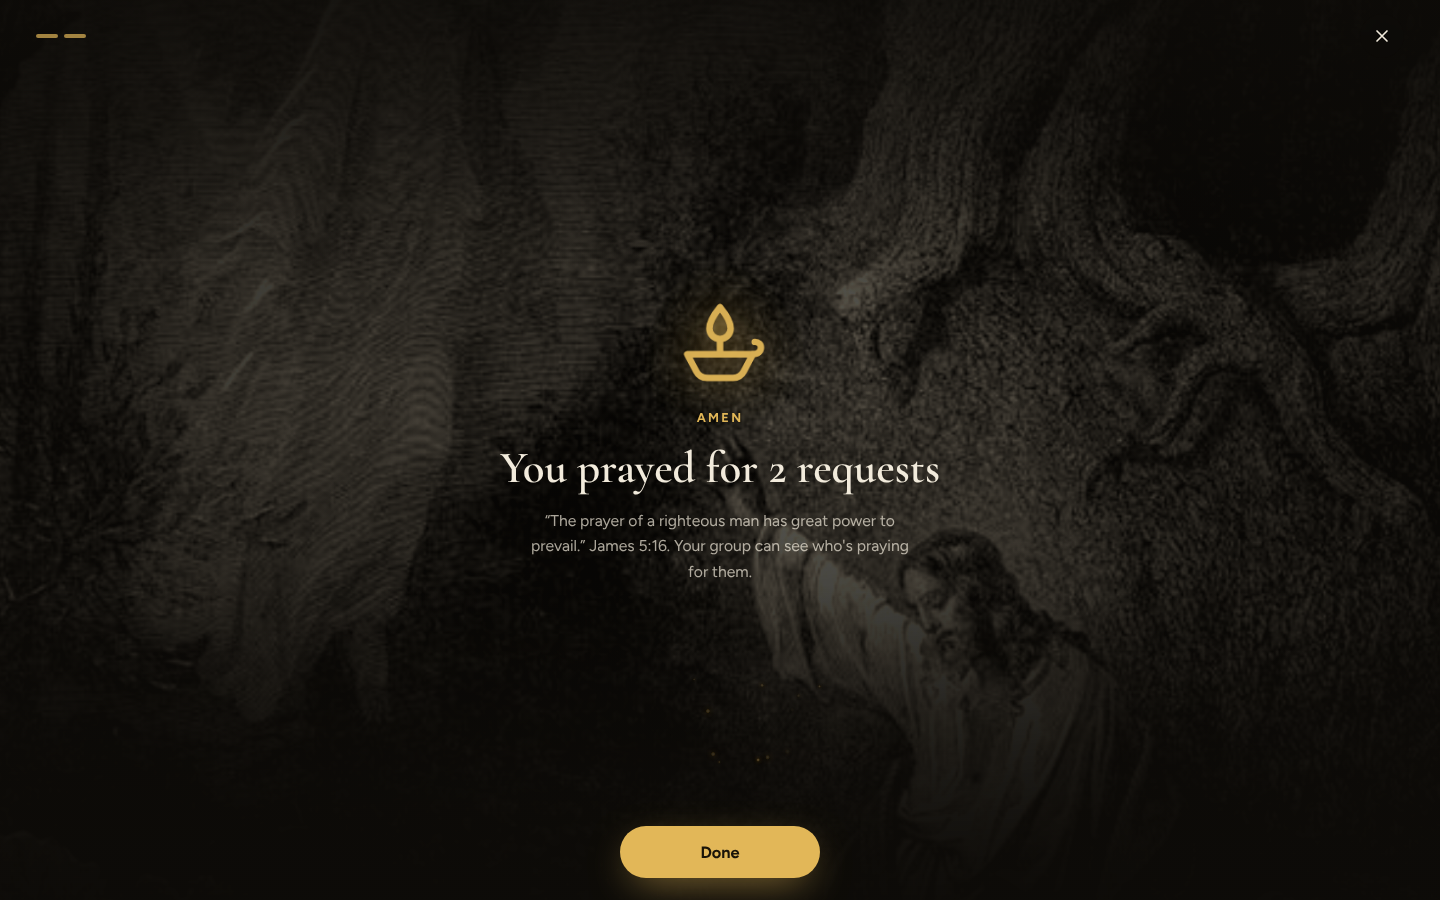 AMEN
You prayed for 2 requests
“The prayer of a righteous man has great power to
prevail.” James 5:16. Your group can see who's praying
for them.
Done